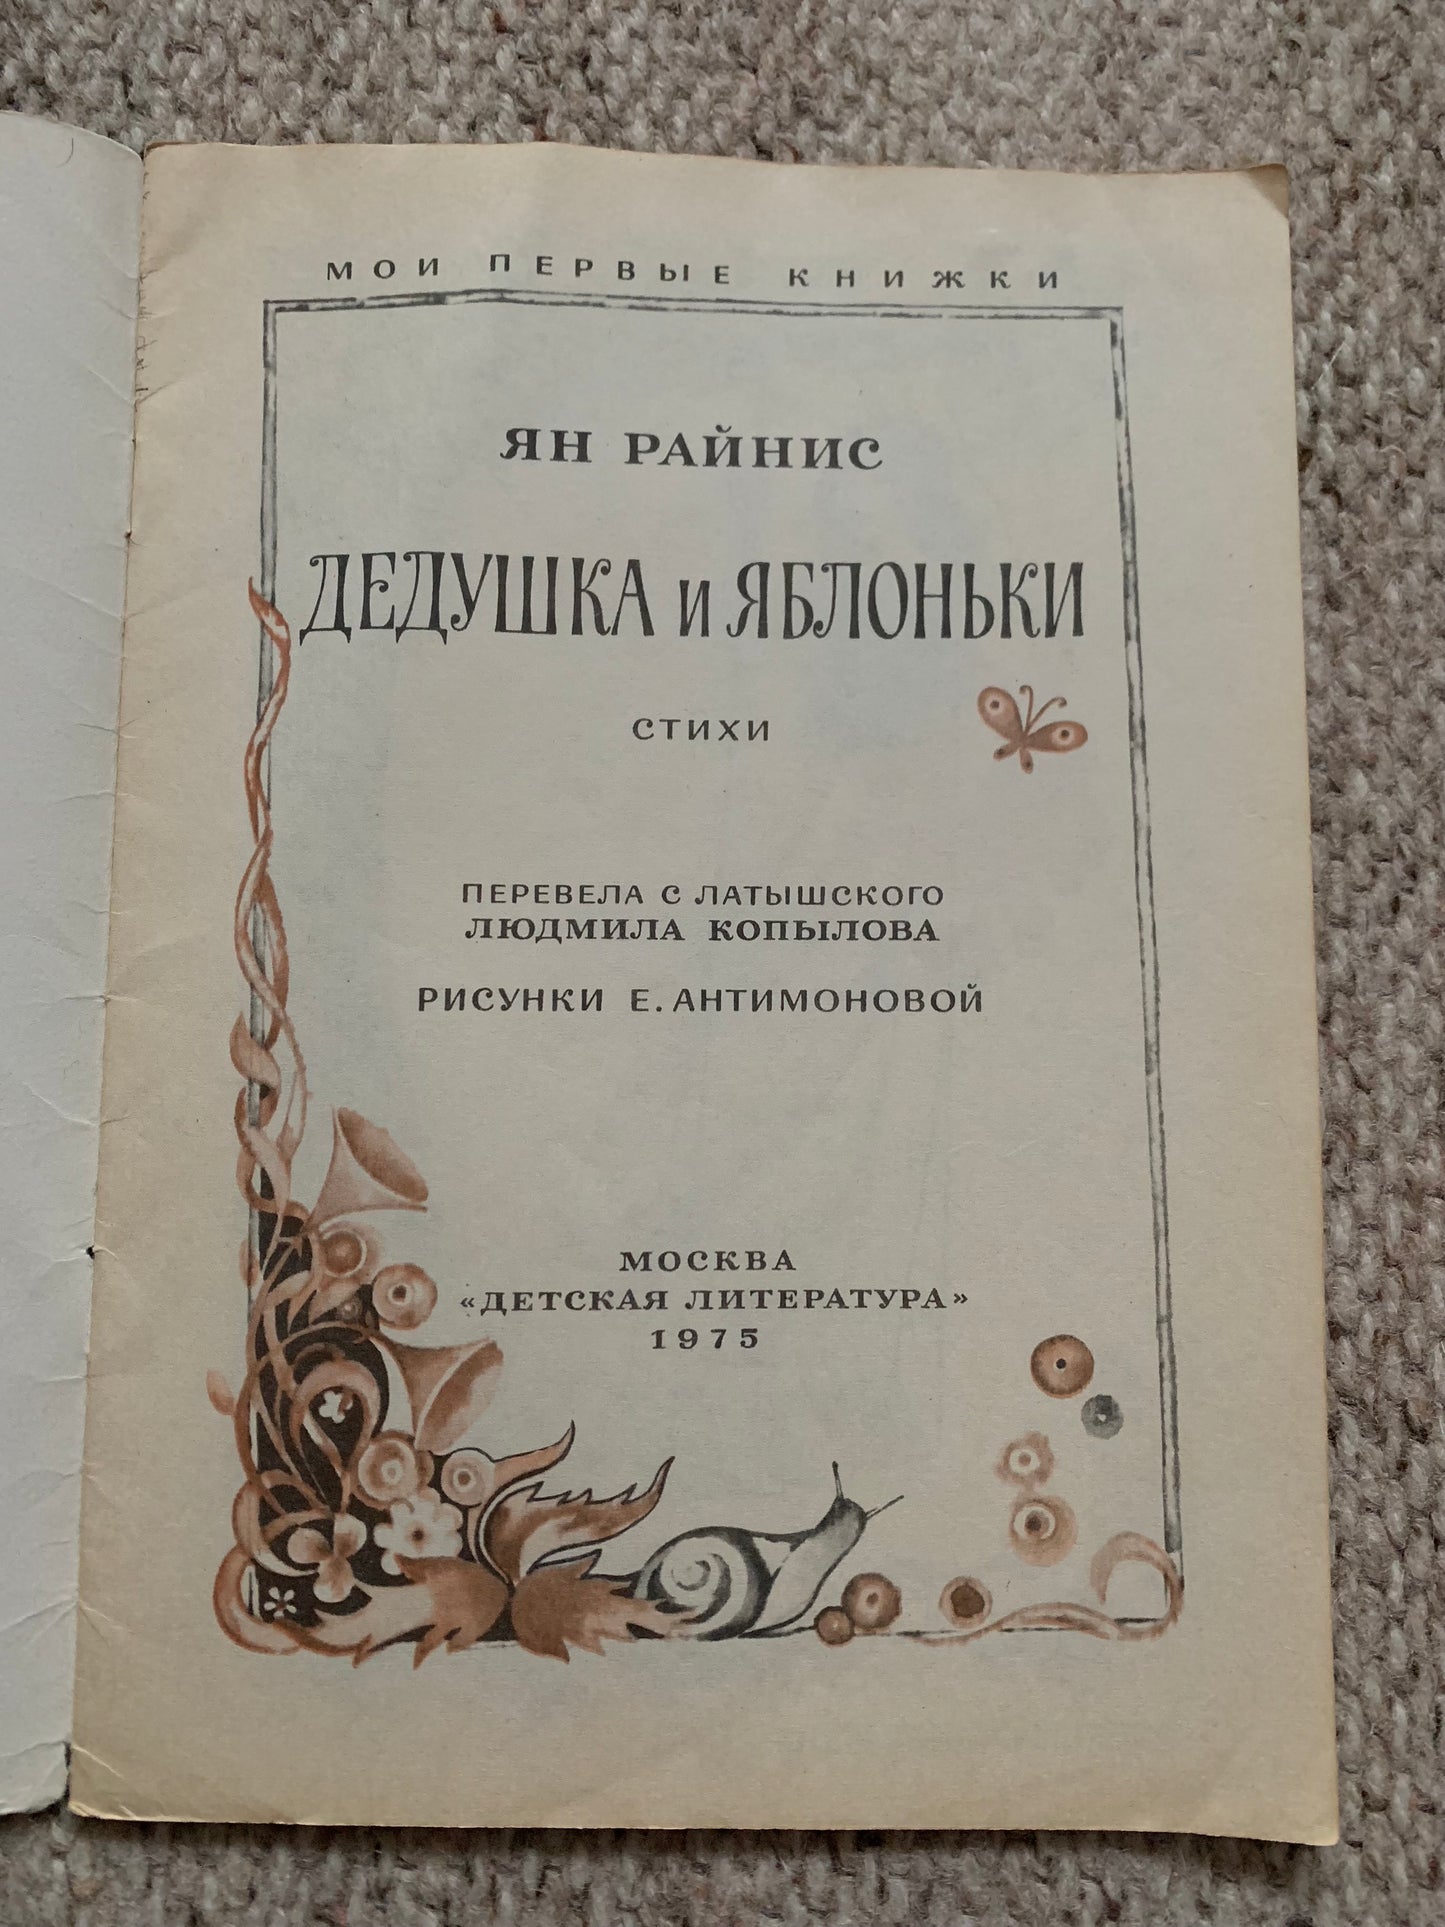 МОИ ПЕРВЫЕ КНИЖКИ
ЯН РАЙНИС
ДЕДУШКА и ЯБЛОНЬКИ
СТИХИ
ПЕРЕВЕЛА С ЛАТЫШСКОГО
ЛЮДМИЛА КОПЫЛОВА
РИСУНКИ Е. АНТИМОНОВОЙ
МОСКВА
«ДЕТСКАЯ ЛИТЕРАТУРА»
1975